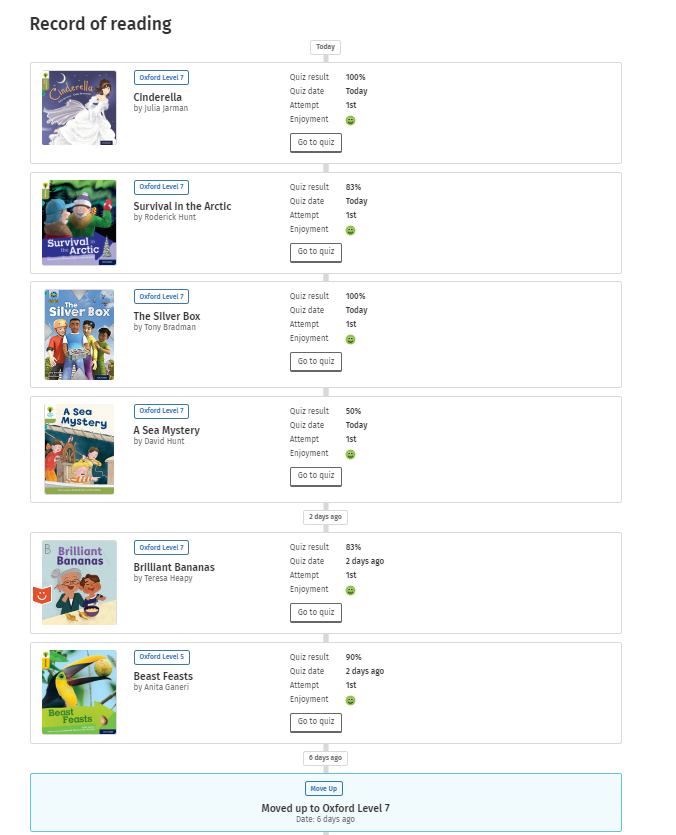 Record of reading
Today
Cinderella
Oxford Level 7
Cinderella
by Julia Jarman
Quiz result 100%
Quiz date Today
Attempt 1st
Enjoyment
Go to quiz
Survival in the Arctic
Oxford Level 7
Survival in the Arctic
by Roderick Hunt
Quiz result 83%
Quiz date Today
Attempt 1st
Enjoyment
Go to quiz
The Silver Box
Oxford Level 7
The Silver Box
by Tony Bradman
Quiz result 100%
Quiz date Today
Attempt 1st
Enjoyment
Go to quiz
A Sea
Mystery
Oxford Level 7
A Sea Mystery
by David Hunt
Quiz result 50%
Quiz date Today
Attempt 1st
Enjoyment
Go to quiz
2 days ago
B
Brilliant
Bananas
Oxford Level 7
Brilliant Bananas
by Teresa Heapy
Quiz result 83%
Quiz date 2 days ago
Attempt 1st
Enjoyment
Go to quiz
Beast
Feasts
Oxford Level 5
Beast Feasts
by Anita Ganeri
Quiz result 90%
Quiz date 2 days ago
Attempt 1st
Enjoyment
Go to quiz
6 days ago
Move Up
Moved up to Oxford Level 7
Date: 6 days ago